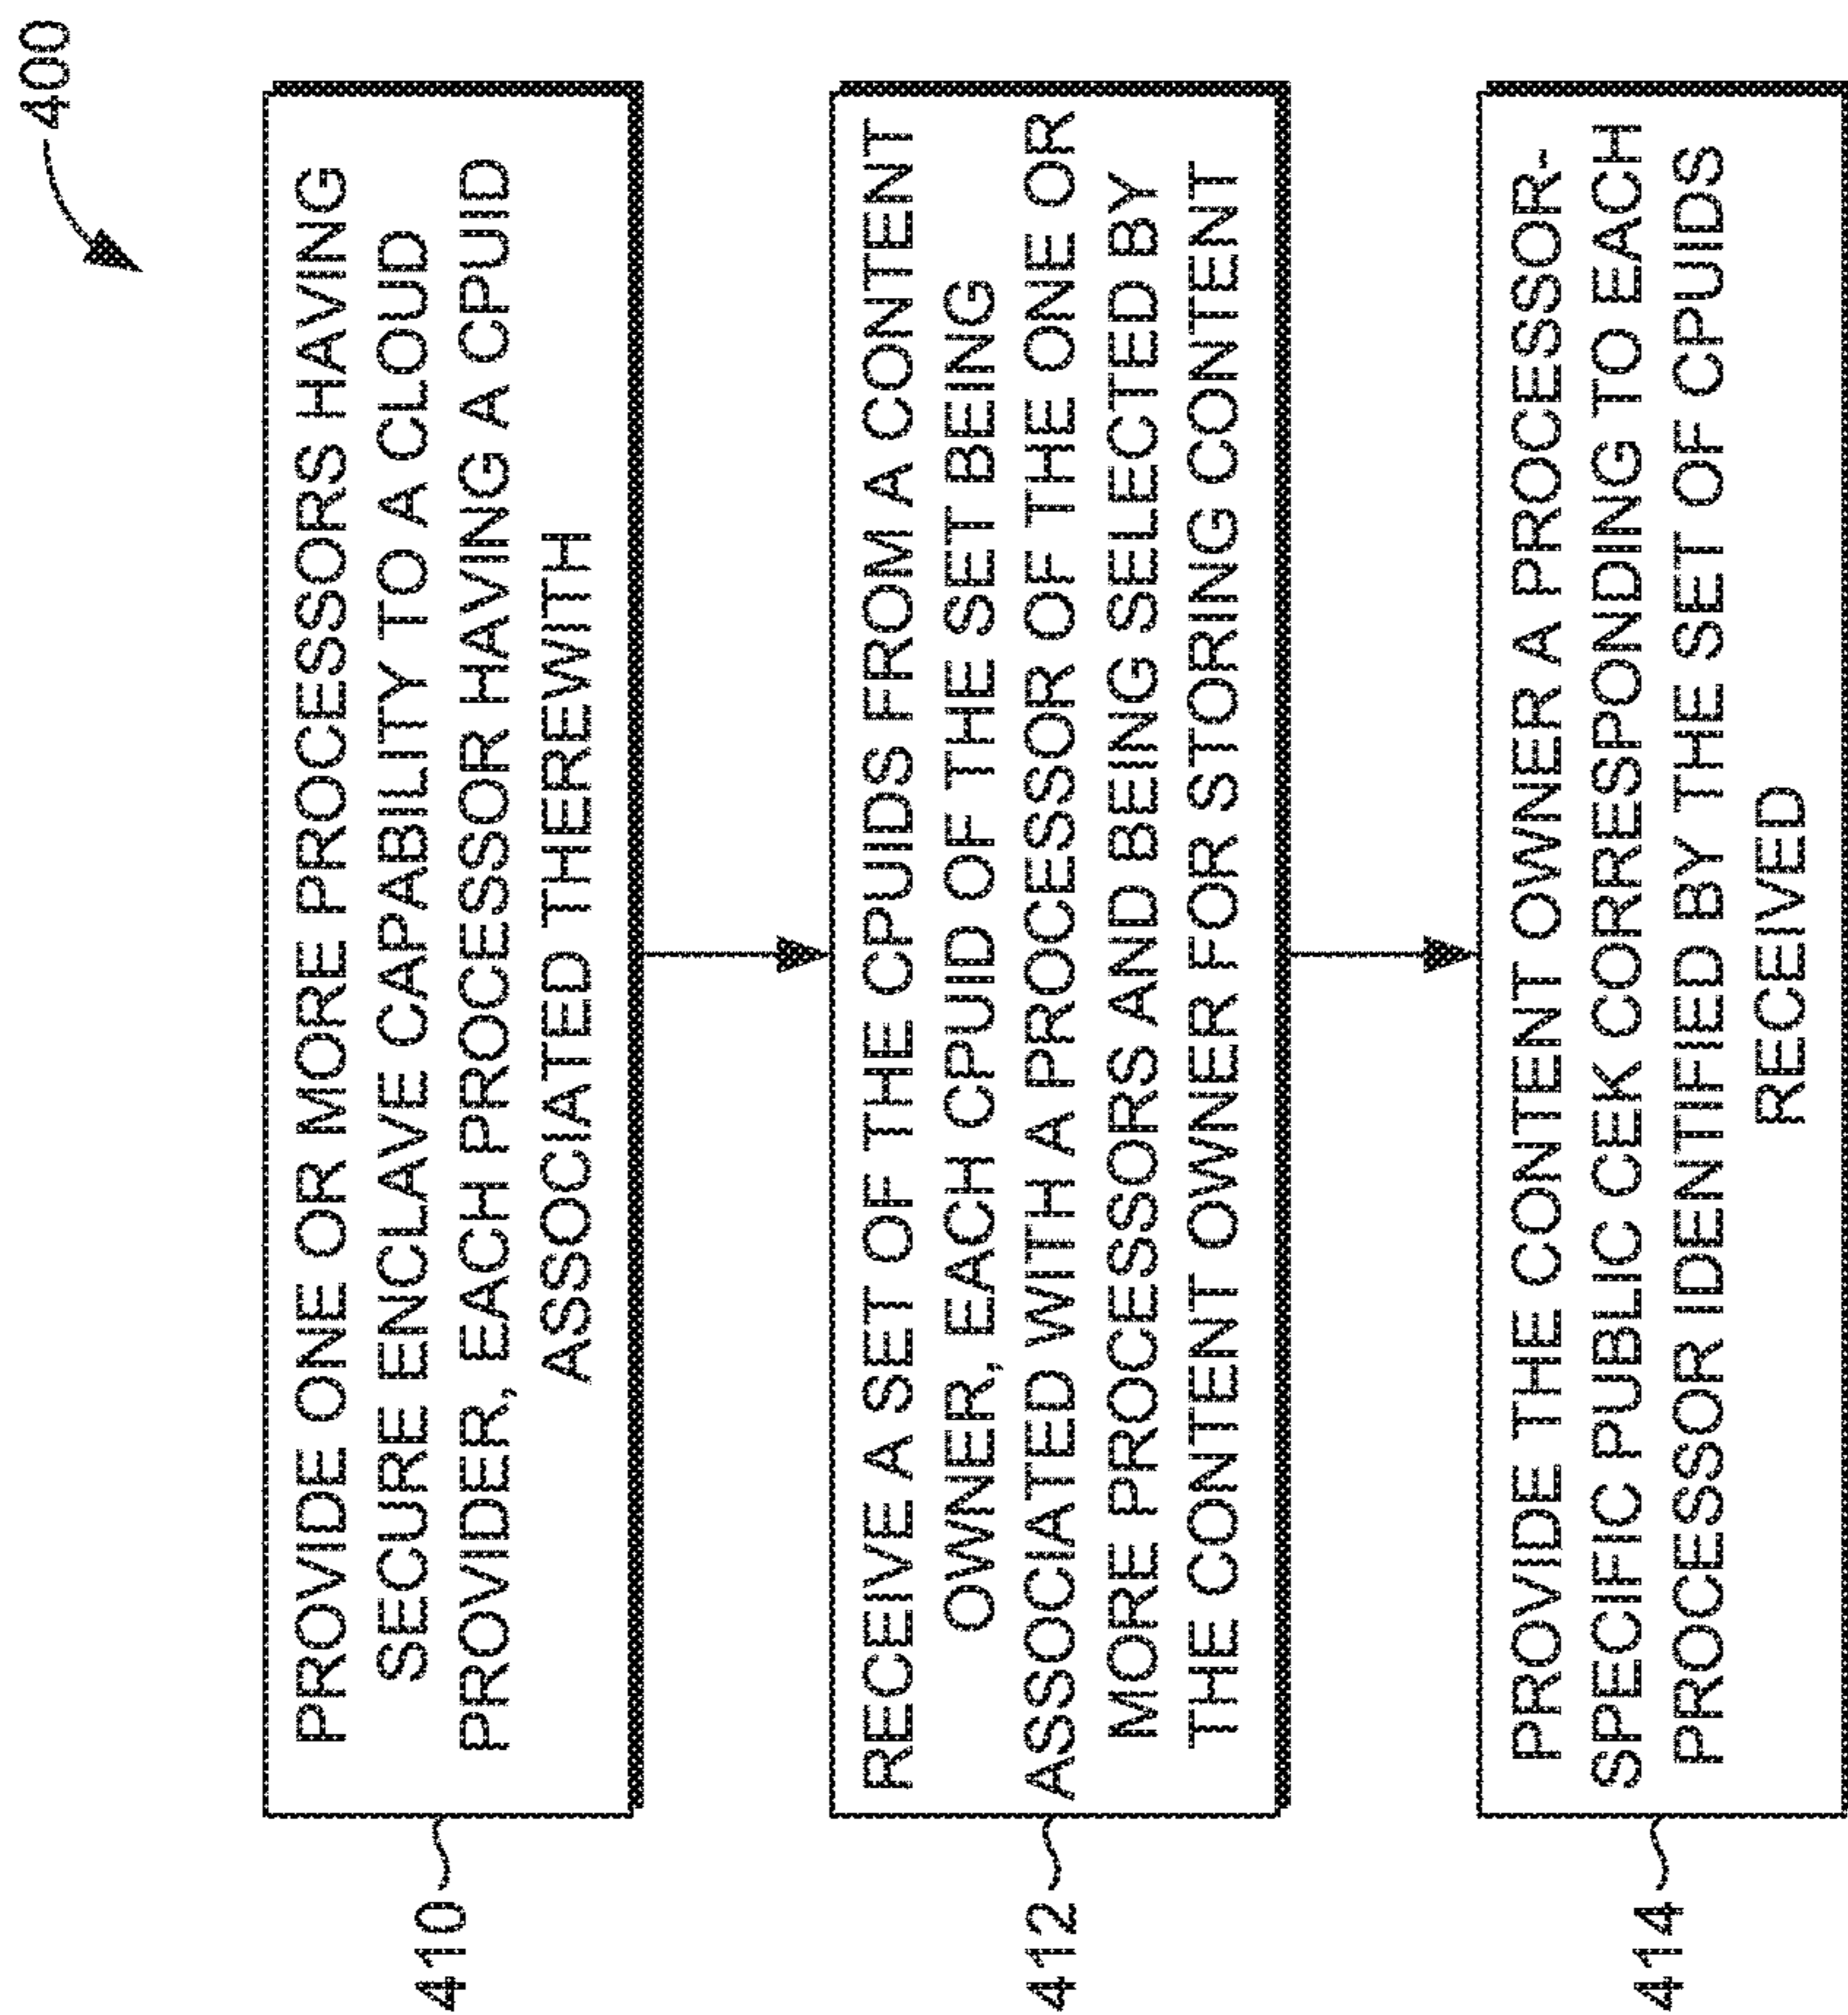 400
410
PROVIDE ONE OR MORE PROCESSORS HAVING
SECURE ENCLAVE CAPABILITY TO A CLOUD
PROVIDER, EACH PROCESSOR HAVING A CPUID
ASSOCIATED THEREWITH
412
RECEIVE A SET OF THE CPUIDS FROM A CONTENT
OWNER, EACH CPUID OF THE SET BEING
ASSOCIATED WITH A PROCESSOR OF THE ONE OR
MORE PROCESSORS AND BEING SELECTED BY
THE CONTENT OWNER FOR STORING CONTENT
414
PROVIDE THE CONTENT OWNER A PROCESSOR-
SPECIFIC PUBLIC CEK CORRESPONDING TO EACH
PROCESSOR IDENTIFIED BY THE SET OF CPUIDS
RECEIVED